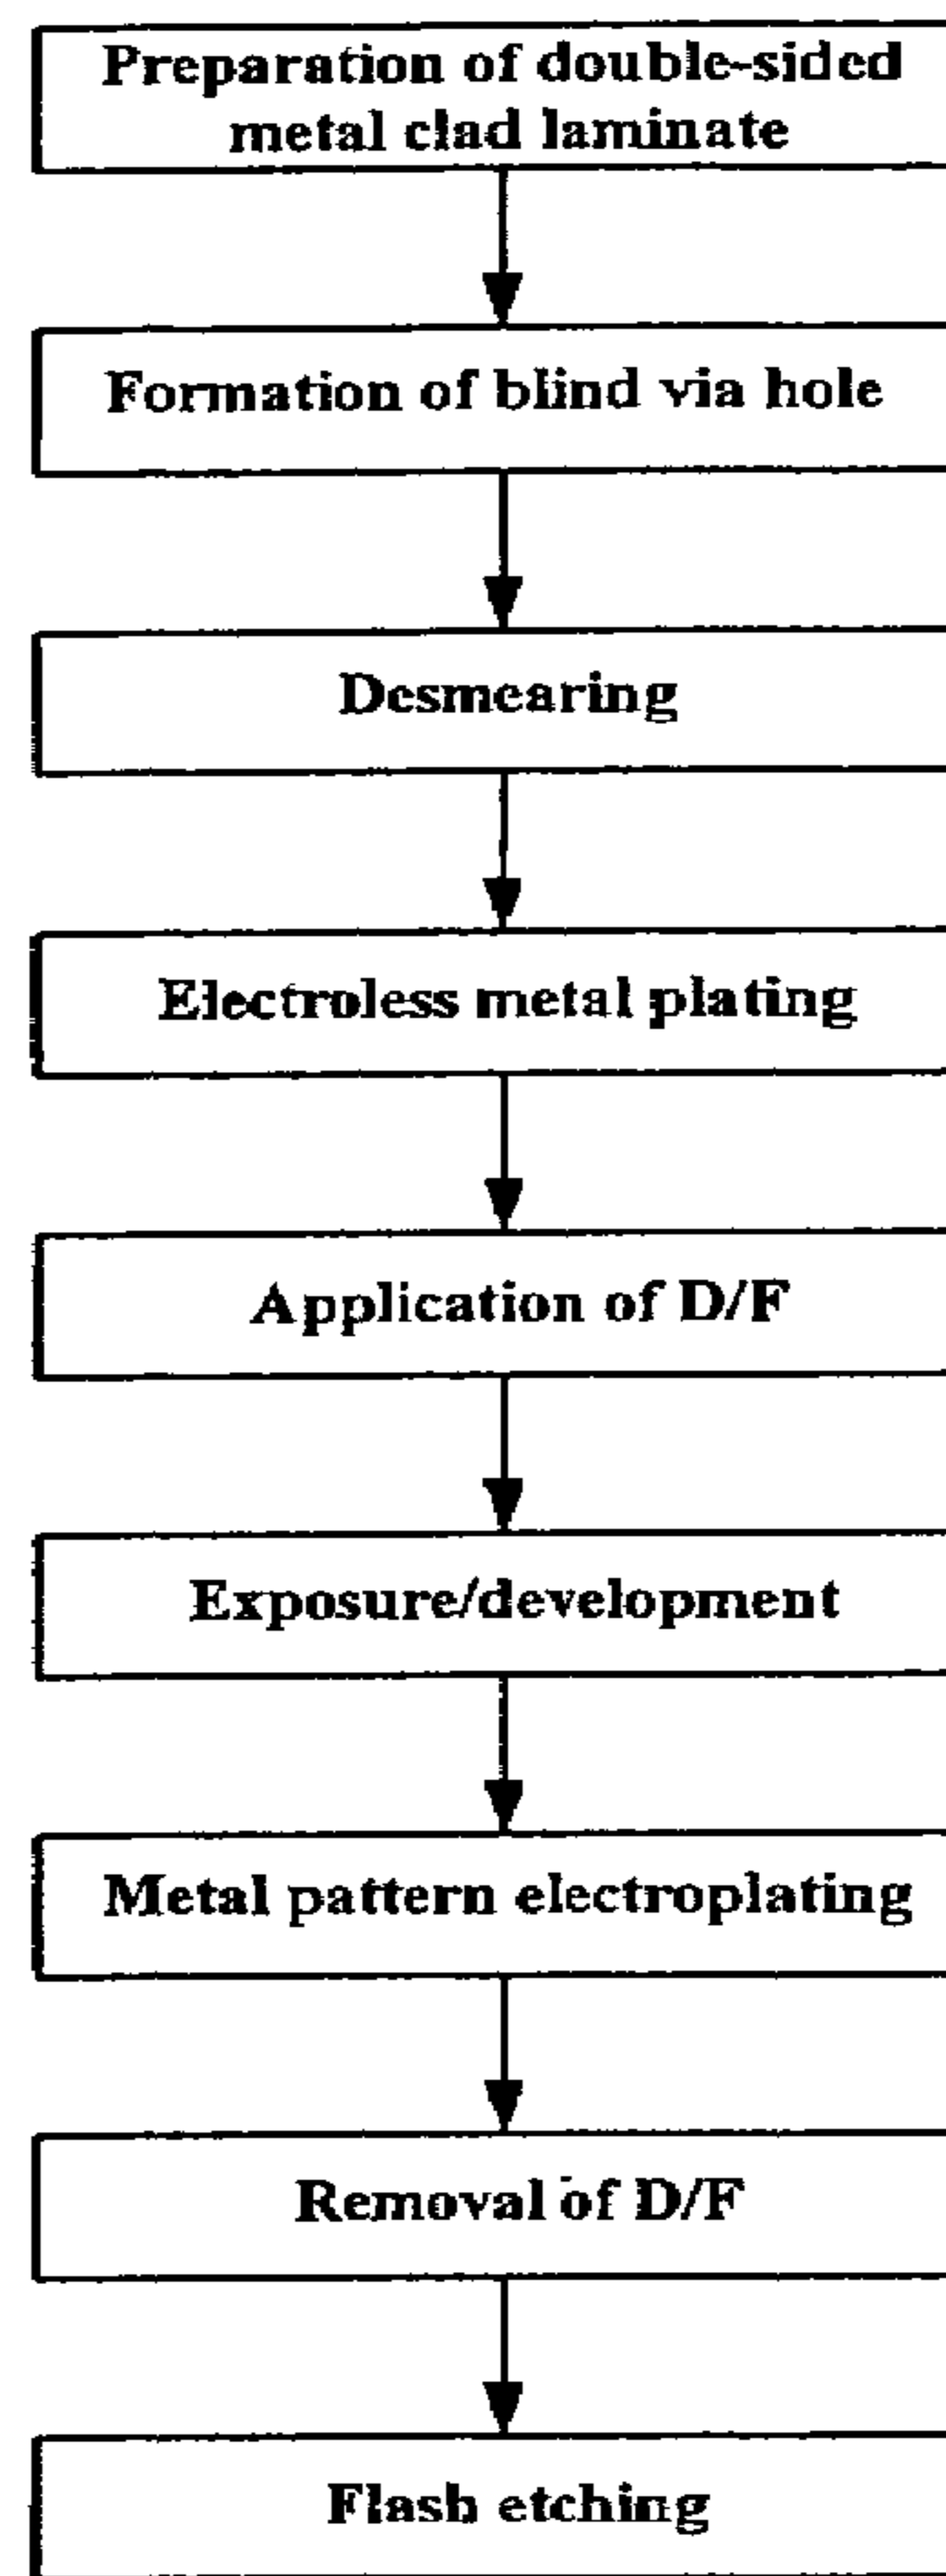 Preparation of double-sided
metal clad laminate
Formation of blind via hole
Desmearing
Electroless metal plating
Application of D/F
Exposure/development
Metal pattern electroplating
Removal of D/F
Flash etching